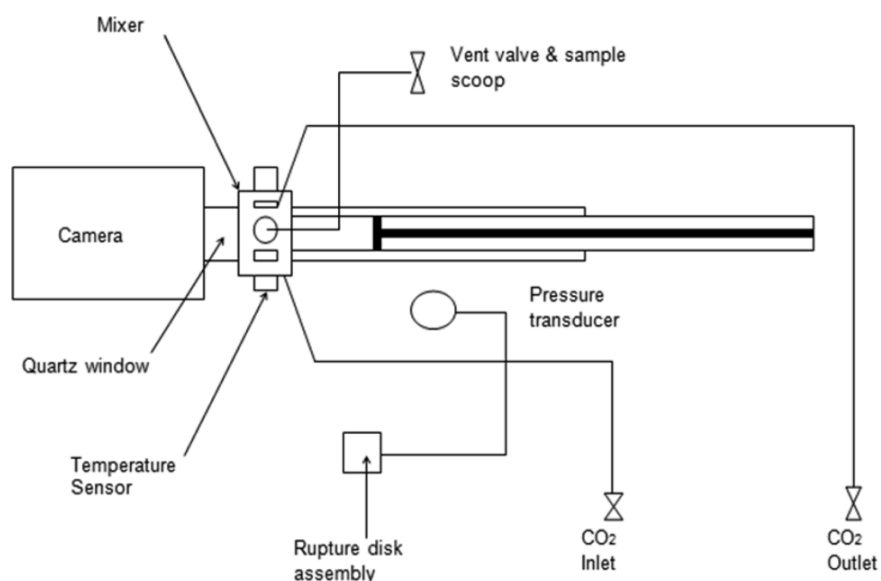 Mixer
Vent valve & sample
scoop
Camera
Pressure
transducer
Quartz window
Temperature
Sensor
Rupture disk
assembly
CO₂
Inlet
CO₂
Outlet